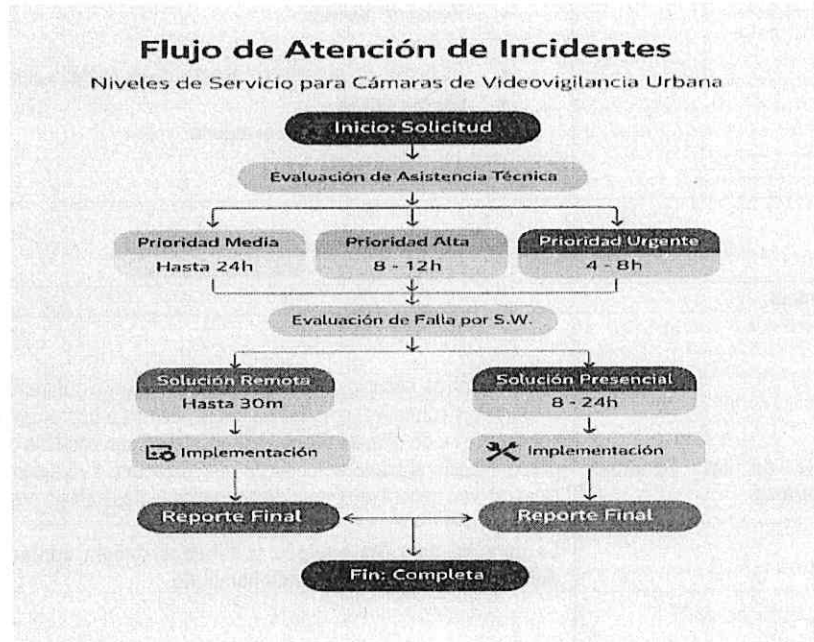 Flujo de Atención de Incidentes
Niveles de Servicio para Cámaras de Videovigilancia Urbana
Inicio: Solicitud
Evaluación de Asistencia Técnica
Prioridad Media
Hasta 24h
Prioridad Alta
8 - 12h
Prioridad Urgente
4 - 8h
Evaluación de Falla por S.W.
Solución Remota
Hasta 30m
Solución Presencial
8 - 24h
Implementación
Implementación
Reporte Final
Reporte Final
Fin: Completa